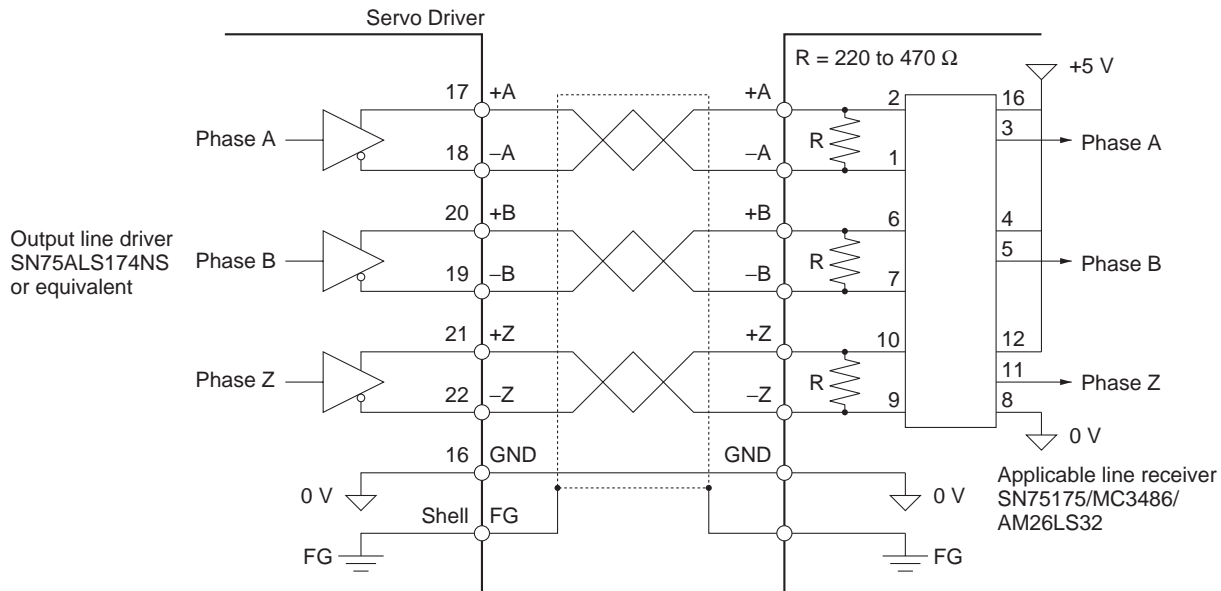 Servo Driver
R = 220 to 470 Ω
+5 V
17 +A +A 2 16
Phase A R 3 Phase A
18 −A −A 1
20 +B +B 6 4
Output line driver
SN75ALS174NS
or equivalent
Phase B R 5 Phase B
19 −B −B 7
21 +Z +Z 10 12
Phase Z R 11 Phase Z
22 −Z −Z 9 8
0 V
16 GND GND
0 V 0 V
Applicable line receiver
SN75175/MC3486/
AM26LS32
Shell FG
FG FG